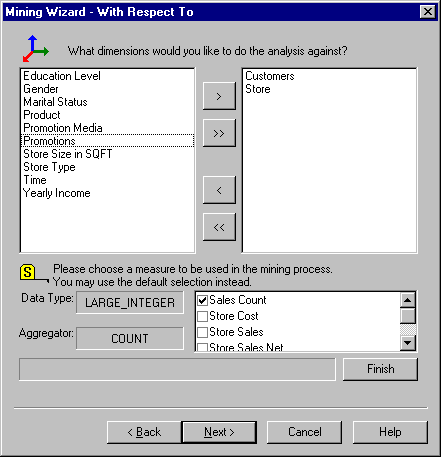 Mining Wizard - With Respect To
What dimensions would you like to do the analysis against?
Education Level
Gender
Marital Status
Product
Promotion Media
Promotions
Store Size in SQFT
Store Type
Time
Yearly Income
>
>>
<
<<
Customers
Store
S
Please choose a measure to be used in the mining process.
You may use the default selection instead.
Data Type:
LARGE_INTEGER
Aggregator:
COUNT
Sales Count
Store Cost
Store Sales
Store Sales Net
Finish
< Back
Next >
Cancel
Help